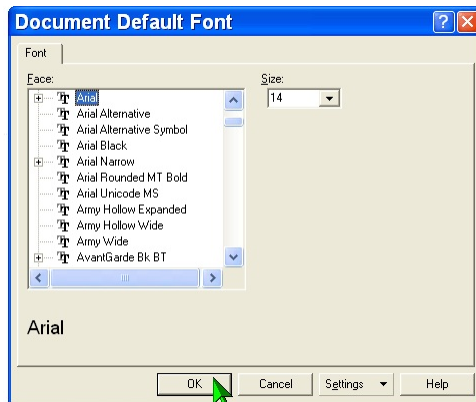 Document Default Font
Font
Face:
Size:
Arial
14
Arial Alternative
Arial Alternative Symbol
Arial Black
Arial Narrow
Arial Rounded MT Bold
Arial Unicode MS
Army Hollow Expanded
Army Hollow Wide
Army Wide
AvantGarde Bk BT
Arial
OK Cancel Settings Help